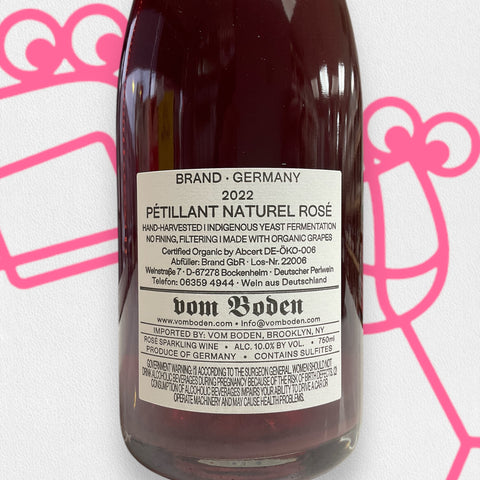 BRAND · GERMANY
2022
PÉTILLANT NATUREL ROSÉ
HAND-HARVESTED I INDIGENOUS YEAST FERMENTATION
NO FINING, FILTERING I MADE WITH ORGANIC GRAPES
Certified Organic by Abcert DE-ÖKO-006
Abfüller: Brand GbR · Los-Nr. 22006
Weinstraße 7 · D-67278 Bockenheim · Deutscher Perlwein
Telefon: 06359 4944 · Wein aus Deutschland
vom Boden
www.vomboden.com • info@vomboden.com
IMPORTED BY: VOM BODEN, BROOKLYN, NY
ROSÉ SPARKLING WINE • ALC. 10.0% BY VOL. • 750ml
PRODUCE OF GERMANY • CONTAINS SULFITES
GOVERNMENT WARNING: (1) ACCORDING TO THE SURGEON GENERAL, WOMEN SHOULD NOT
DRINK ALCOHOLIC BEVERAGES DURING PREGNANCY BECAUSE OF THE RISK OF BIRTH DEFECTS. (2)
CONSUMPTION OF ALCOHOLIC BEVERAGES IMPAIRS YOUR ABILITY TO DRIVE A CAR OR
OPERATE MACHINERY AND MAY CAUSE HEALTH PROBLEMS.